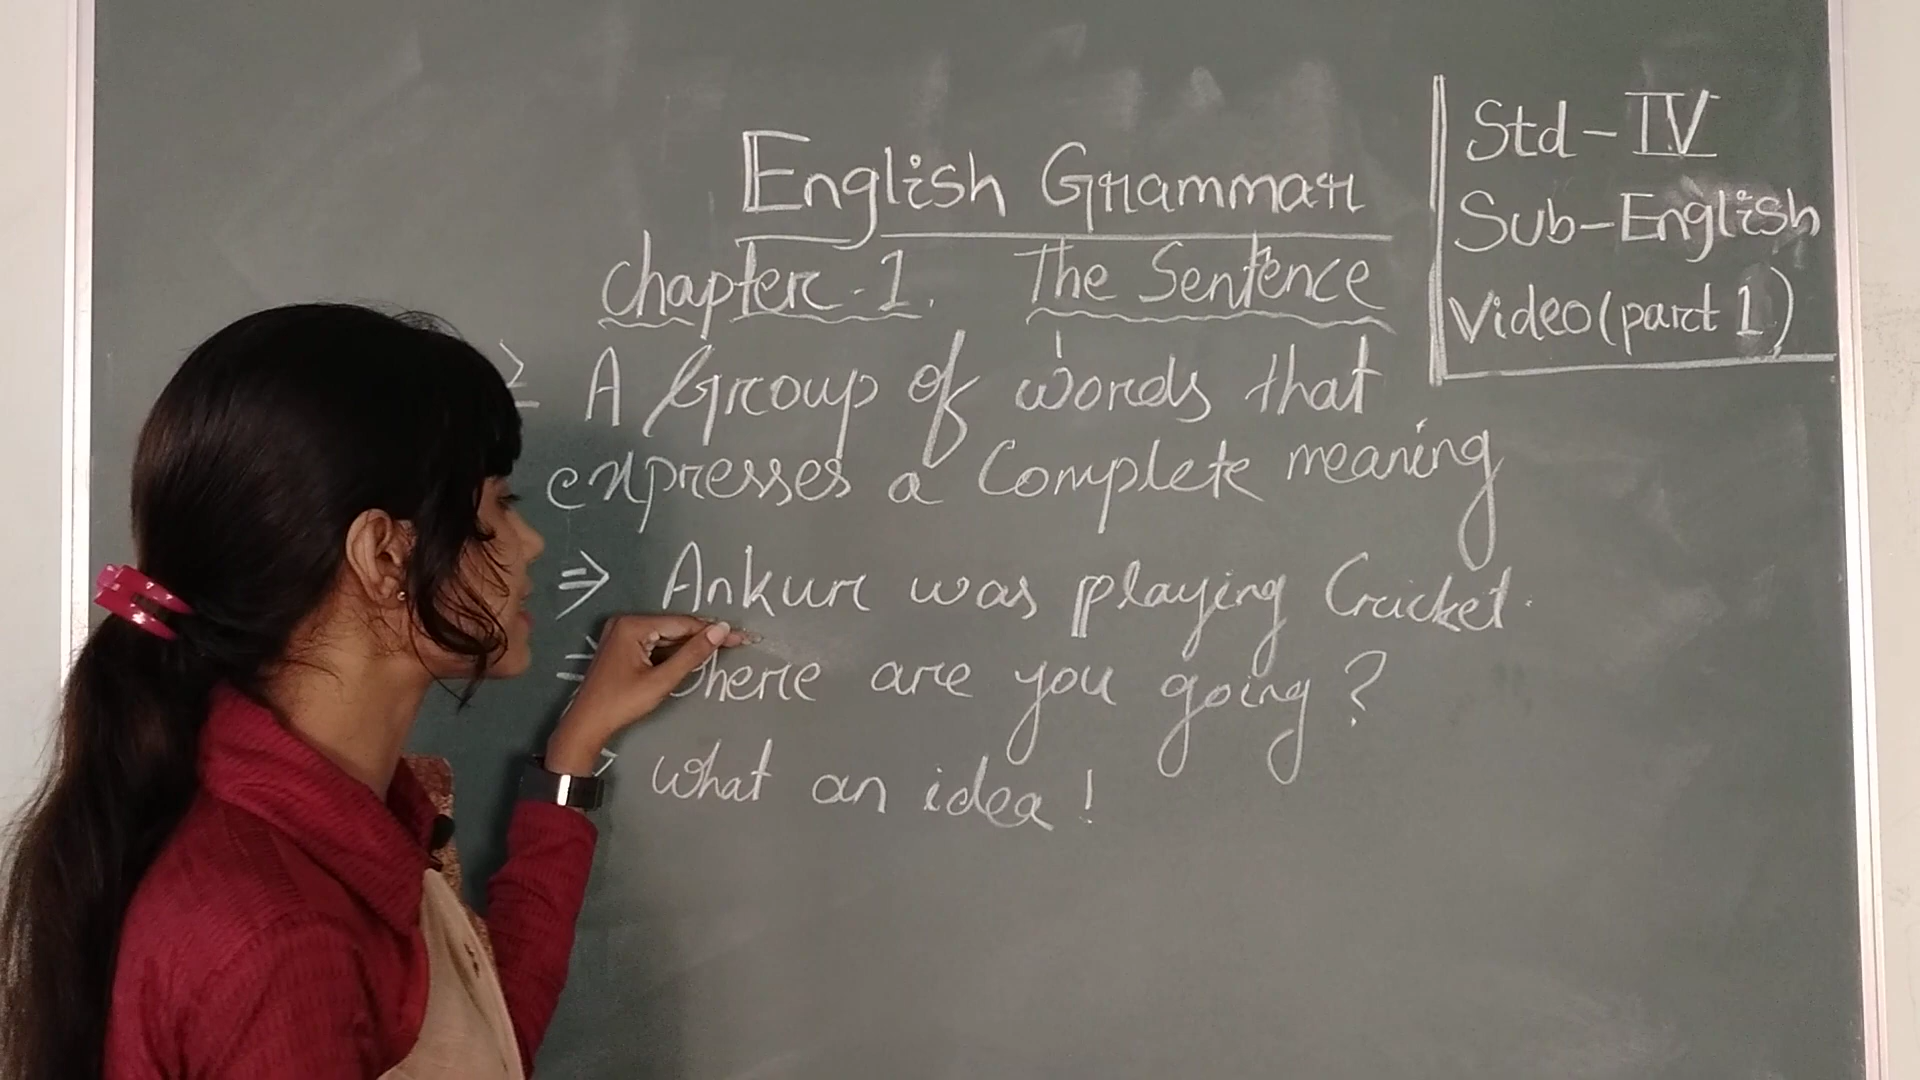 English Grammar
Chapter-1. The Sentence
A Group of words that
expresses a Complete meaning
⇒ Ankur was playing Cricket.
⇒ Where are you going?
what an idea!
Std-IV
Sub-English
Video(part 1)